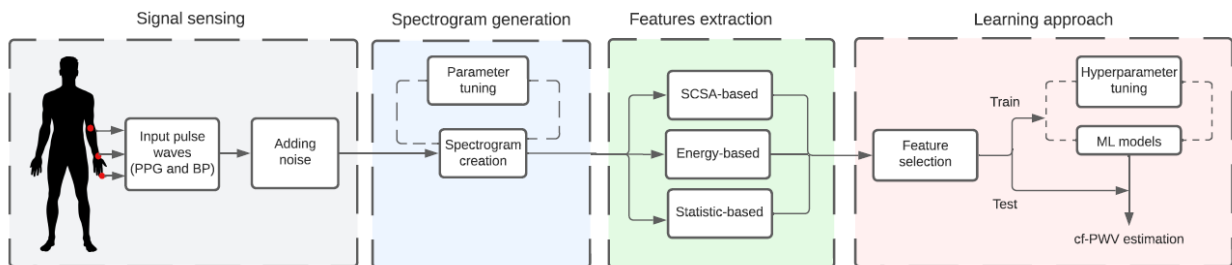 Signal sensing
Input pulse
waves
(PPG and BP)
Adding
noise
Spectrogram generation
Parameter
tuning
Spectrogram
creation
Features extraction
SCSA-based
Energy-based
Statistic-based
Learning approach
Feature
selection
Train
Test
Hyperparameter
tuning
ML models
cf-PWV estimation